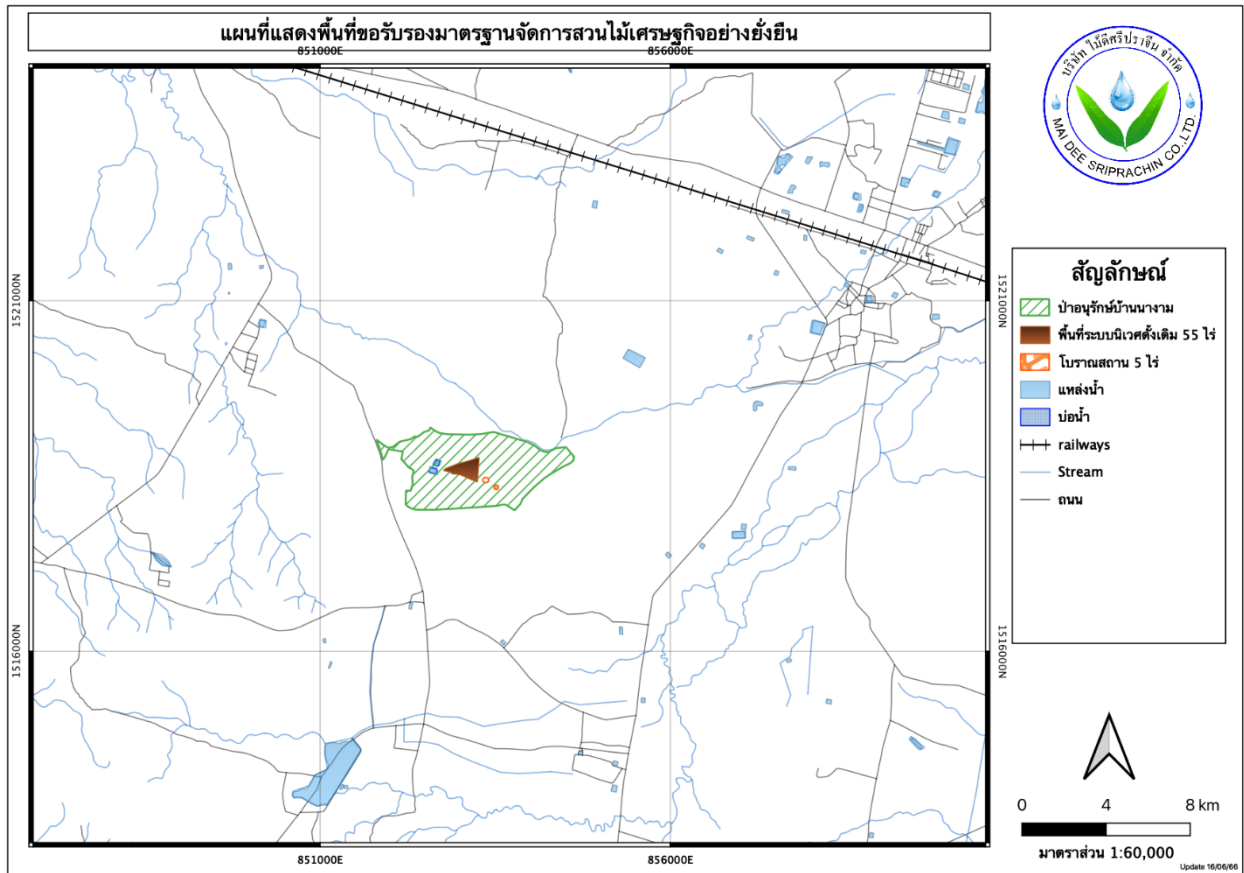 แผนที่แสดงพื้นที่ขอรับรองมาตรฐานจัดการสวนไม้เศรษฐกิจอย่างยั่งยืน
851000E
856000E
1521000N
1521000N
1516000N
1516000N
851000E
856000E
บริษัท ไม้ดีศรีปราจีน จำกัด
MAI DEE SRIPRACHIN CO.,LTD.
สัญลักษณ์
ป่าอนุรักษ์บ้านนางาม
พื้นที่ระบบนิเวศดั้งเดิม 55 ไร่
โบราณสถาน 5 ไร่
แหล่งน้ำ
บ่อน้ำ
railways
Stream
ถนน
0 4 8 km
มาตราส่วน 1:60,000
Update 16/06/66